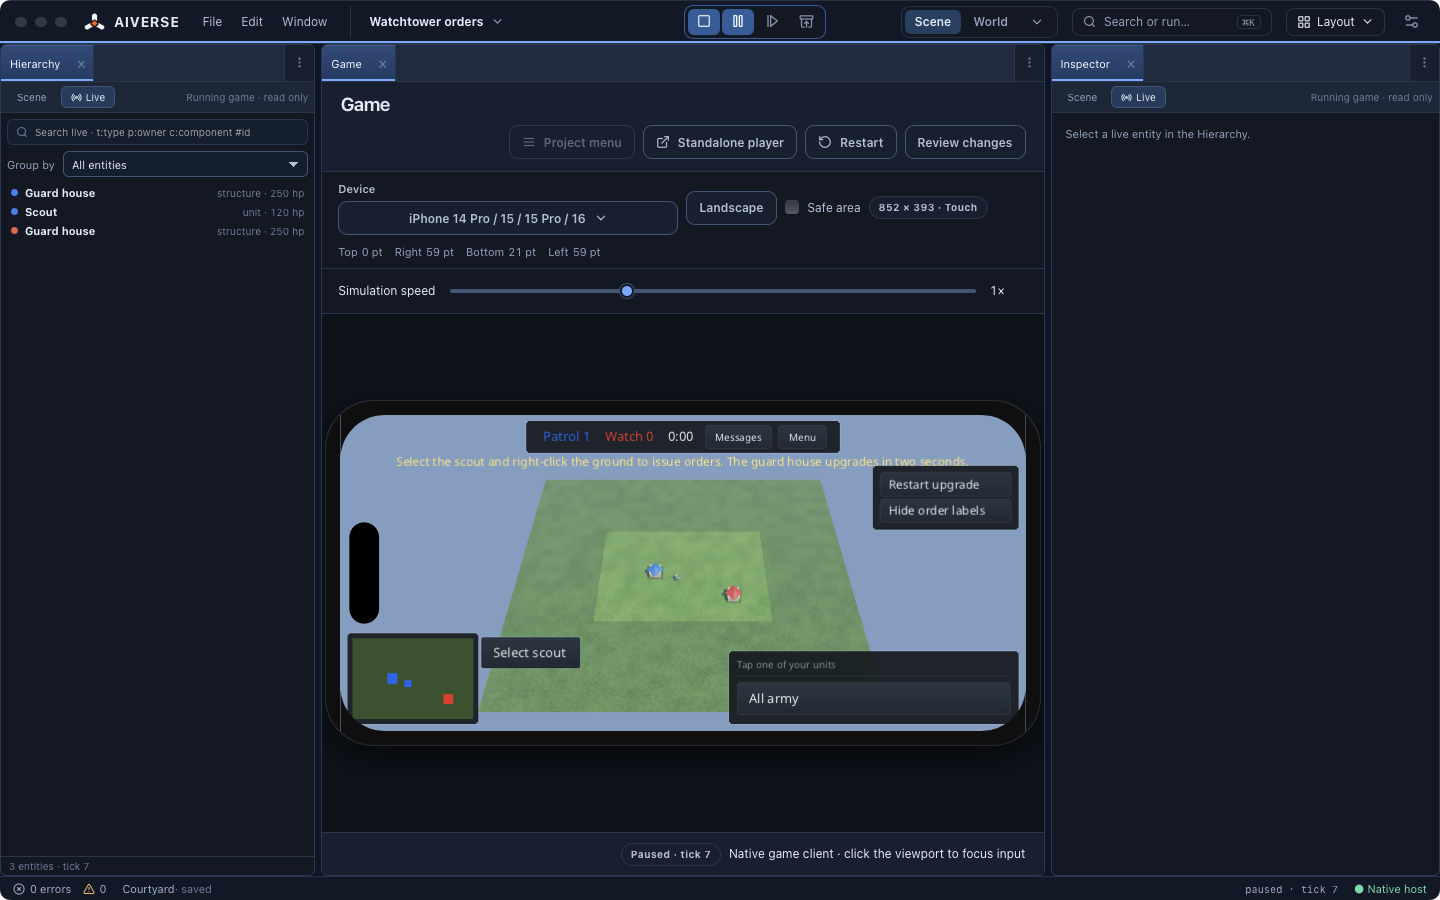 AIVERSE File Edit Window Watchtower orders Scene World Search or run... ⌘K Layout
Hierarchy
Scene Live Running game · read only
Search live · t:type p:owner c:component #id
Group by All entities
Guard house structure · 250 hp
Scout unit · 120 hp
Guard house structure · 250 hp
3 entities · tick 7
Game
Game
Project menu Standalone player Restart Review changes
Device
iPhone 14 Pro / 15 / 15 Pro / 16 Landscape Safe area 852 × 393 · Touch
Top 0 pt Right 59 pt Bottom 21 pt Left 59 pt
Simulation speed 1×
Patrol 1 Watch 0 0:00 Messages Menu
Select the scout and right-click the ground to issue orders. The guard house upgrades in two seconds.
Restart upgrade
Hide order labels
Select scout
Tap one of your units
All army
Paused · tick 7 Native game client · click the viewport to focus input
Inspector
Scene Live Running game · read only
Select a live entity in the Hierarchy.
0 errors 0 Courtyard · saved paused · tick 7 Native host